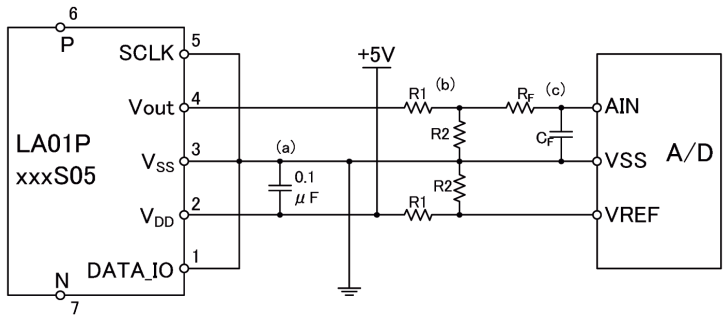 6
P
SCLK 5
+5V
(b)
(c)
R1
RF
Vout 4
AIN
R2
CF
LA01P
xxxS05
(a)
VSS 3
VSS
A/D
0.1
μF
R2
R1
VDD 2
VREF
DATA_IO 1
N
7